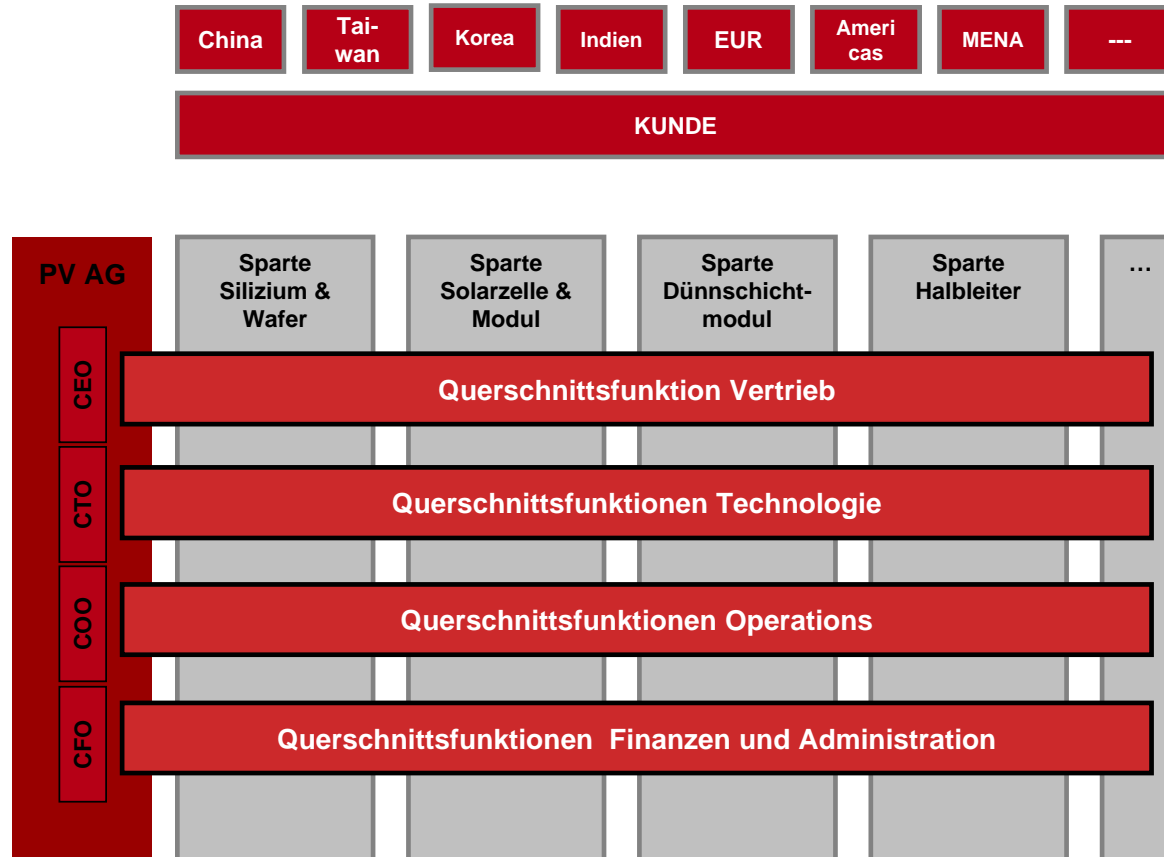 China
Tai-
wan
Korea
Indien
EUR
Ameri
cas
MENA
---
KUNDE
PV AG
Sparte
Silizium &
Wafer
Sparte
Solarzelle &
Modul
Sparte
Dünnschicht-
modul
Sparte
Halbleiter
...
CEO
Querschnittsfunktion Vertrieb
CTO
Querschnittsfunktionen Technologie
COO
Querschnittsfunktionen Operations
CFO
Querschnittsfunktionen  Finanzen und Administration